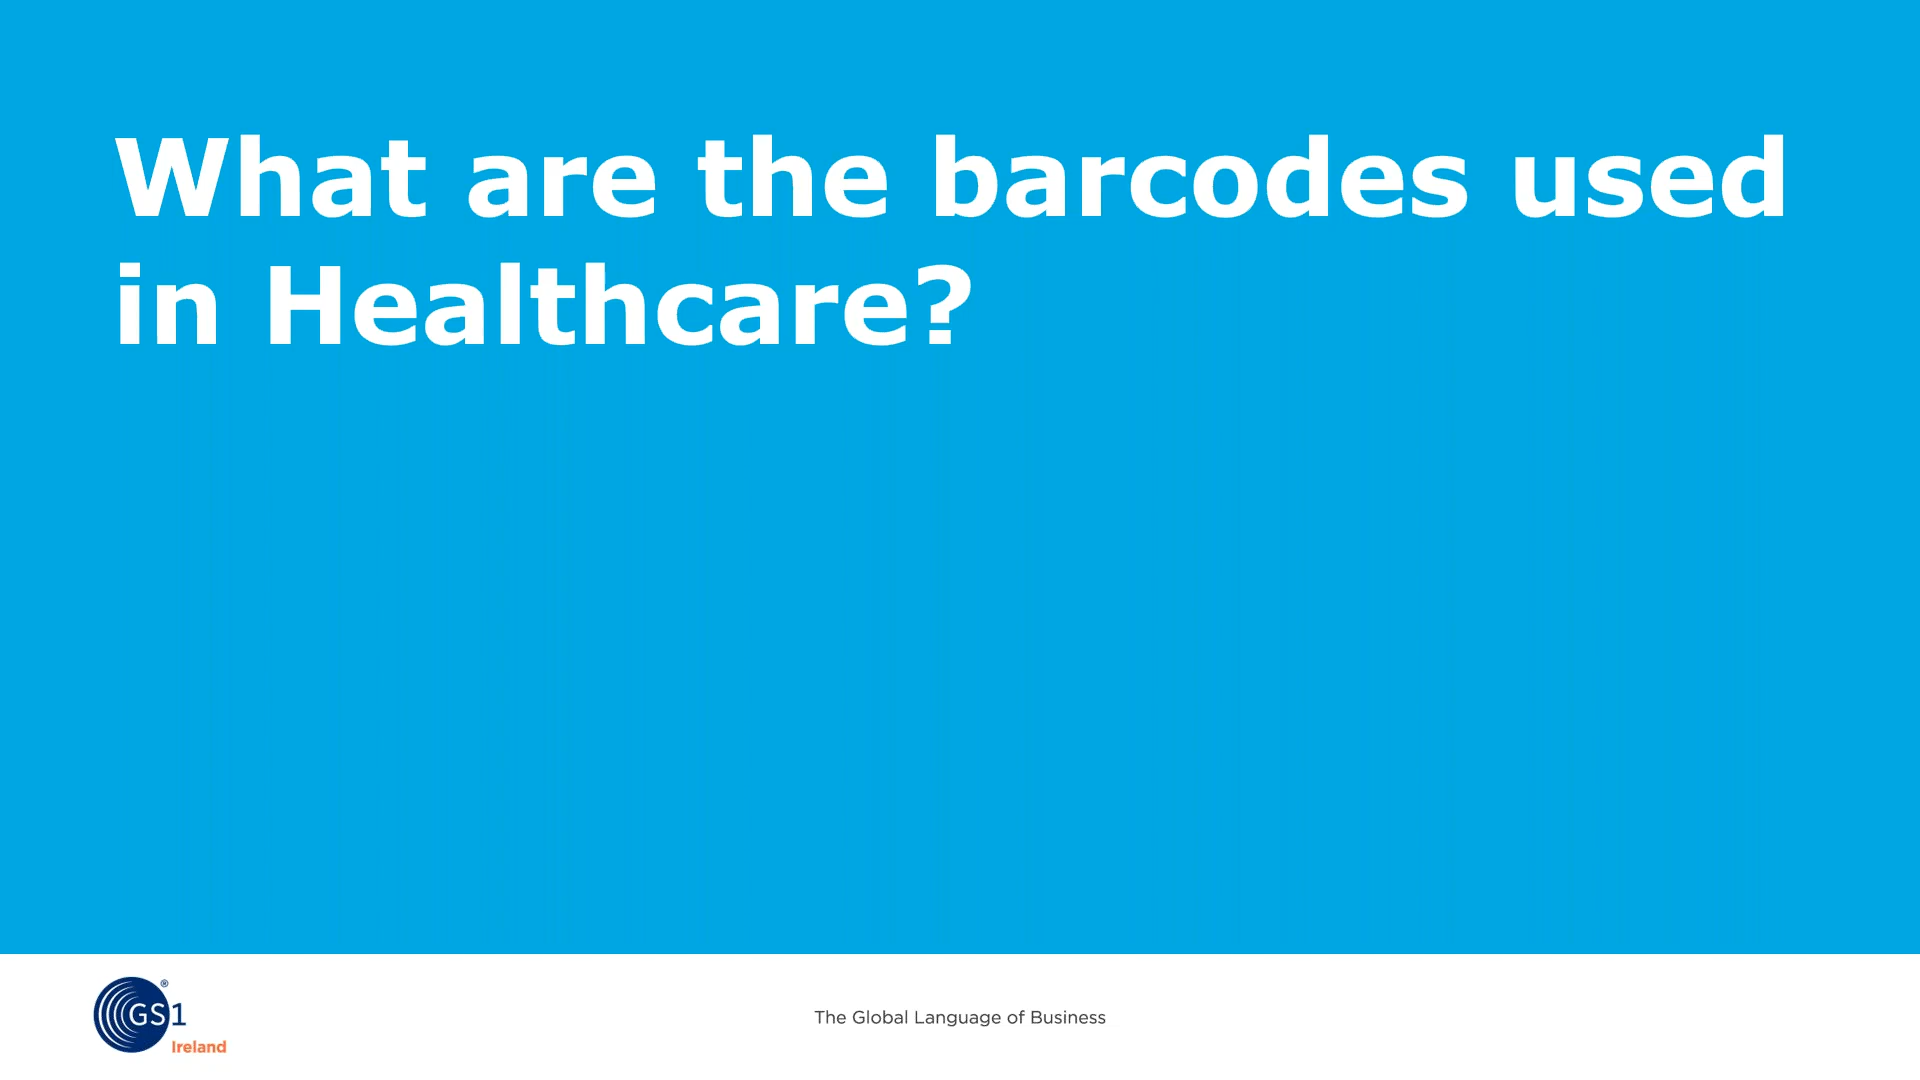 What are the barcodes used
in Healthcare?
GS1®
Ireland
The Global Language of Business